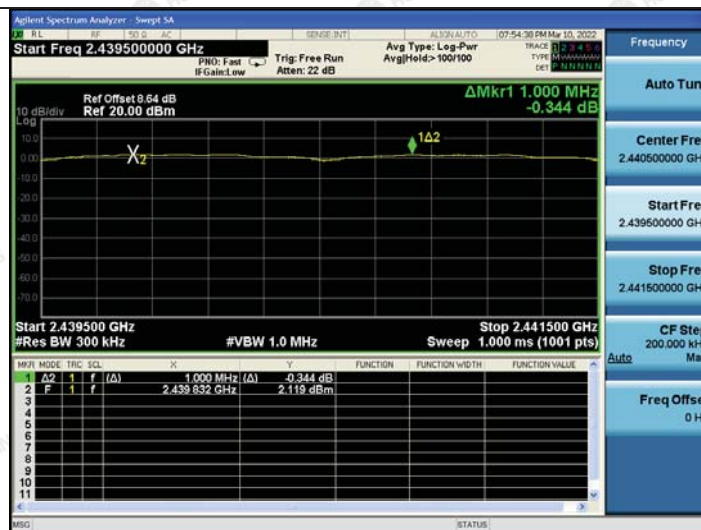 Agilent Spectrum Analyzer - Swept SA
RL RF 50 Ω AC SENSE:INT ALIGNAUTO 07:54:38 PM Mar 10, 2022
Start Freq 2.439500000 GHz
PNO: Fast IFGain:Low
Trig: Free Run Atten: 22 dB
Avg Type: Log-Pwr Avg|Hold:>100/100
TRACE 1 2 3 4 5 6
TYPE M
DET P N N N N N
Frequency
Auto Tun
Ref Offset 8.64 dB
ΔMkr1 1.000 MHz
10 dB/div Ref 20.00 dBm
-0.344 dB
Log
10.0
0.00
-10.0
-20.0
-30.0
-40.0
-50.0
-60.0
-70.0
X2
1Δ2
Center Fre
2.440500000 GH
Start Fre
2.439500000 GH
Stop Fre
2.441500000 GH
CF Ste
200.000 kH
Auto Ma
Freq Offse
0 H
Start 2.439500 GHz Stop 2.441500 GHz
#Res BW 300 kHz #VBW 1.0 MHz Sweep 1.000 ms (1001 pts)
MKR MODE TRC SCL X Y FUNCTION FUNCTION WIDTH FUNCTION VALUE
1 Δ2 1 f (Δ) 1.000 MHz (Δ) -0.344 dB
2 F 1 f 2.439 832 GHz 2.119 dBm
3
4
5
6
7
8
9
10
11
MSG STATUS